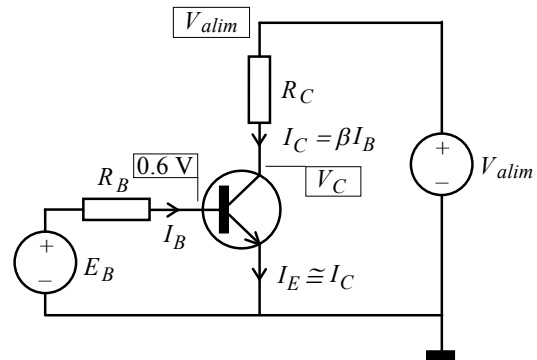 V_alim
R_C
I_C = βI_B
0.6 V
R_B
V_C
+
−
V_alim
I_B
+
−
E_B
I_E ≅ I_C